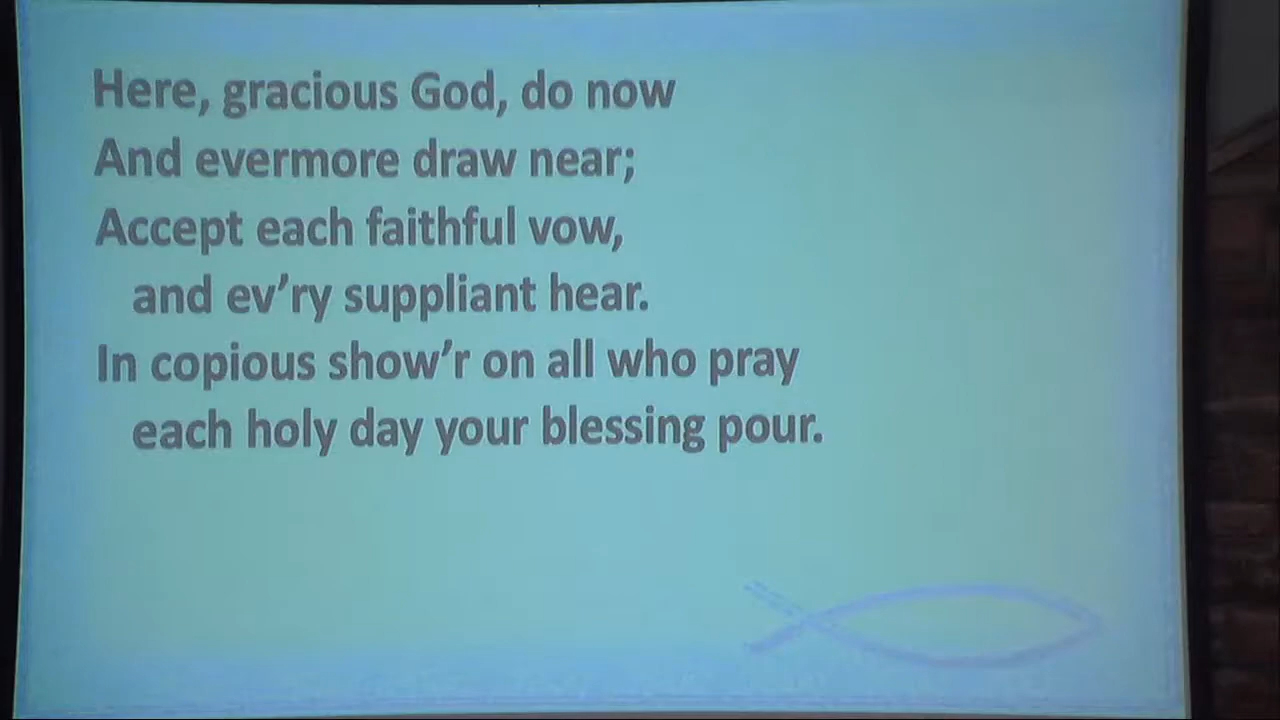 Here, gracious God, do now
And evermore draw near;
Accept each faithful vow,
and ev’ry suppliant hear.
In copious show’r on all who pray
each holy day your blessing pour.